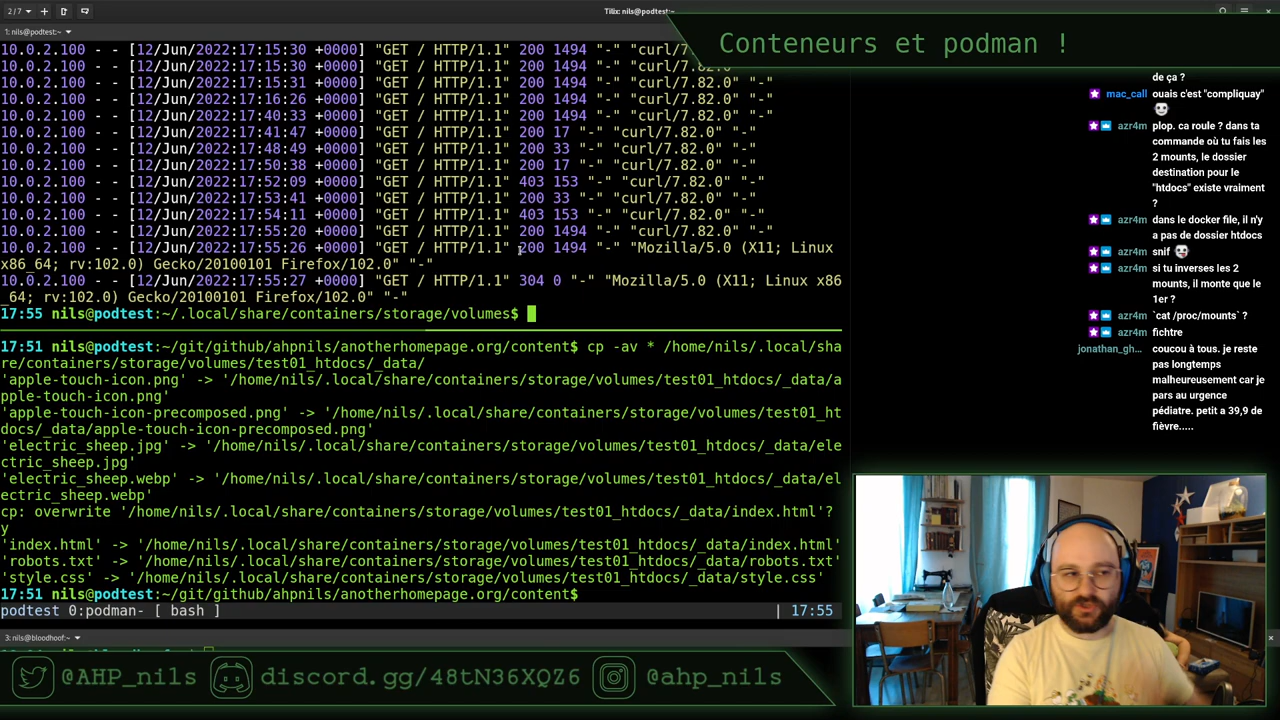 2/7
Tilix: nils@podtest:~
1: nils@podtest:~
Conteneurs et podman !
10.0.2.100 - - [12/Jun/2022:17:15:30 +0000] "GET / HTTP/1.1" 200 1494 "-" "curl/7.
10.0.2.100 - - [12/Jun/2022:17:15:30 +0000] "GET / HTTP/1.1" 200 1494 "-" "curl/7.82.0"
10.0.2.100 - - [12/Jun/2022:17:15:31 +0000] "GET / HTTP/1.1" 200 1494 "-" "curl/7.82.0" "-"
10.0.2.100 - - [12/Jun/2022:17:16:26 +0000] "GET / HTTP/1.1" 200 1494 "-" "curl/7.82.0" "-"
10.0.2.100 - - [12/Jun/2022:17:40:33 +0000] "GET / HTTP/1.1" 200 1494 "-" "curl/7.82.0" "-"
10.0.2.100 - - [12/Jun/2022:17:41:47 +0000] "GET / HTTP/1.1" 200 17 "-" "curl/7.82.0" "-"
10.0.2.100 - - [12/Jun/2022:17:48:49 +0000] "GET / HTTP/1.1" 200 33 "-" "curl/7.82.0" "-"
10.0.2.100 - - [12/Jun/2022:17:50:38 +0000] "GET / HTTP/1.1" 200 17 "-" "curl/7.82.0" "-"
10.0.2.100 - - [12/Jun/2022:17:52:09 +0000] "GET / HTTP/1.1" 403 153 "-" "curl/7.82.0" "-"
10.0.2.100 - - [12/Jun/2022:17:53:41 +0000] "GET / HTTP/1.1" 200 33 "-" "curl/7.82.0" "-"
10.0.2.100 - - [12/Jun/2022:17:54:11 +0000] "GET / HTTP/1.1" 403 153 "-" "curl/7.82.0" "-"
10.0.2.100 - - [12/Jun/2022:17:55:20 +0000] "GET / HTTP/1.1" 200 1494 "-" "curl/7.82.0" "-"
10.0.2.100 - - [12/Jun/2022:17:55:26 +0000] "GET / HTTP/1.1" 200 1494 "-" "Mozilla/5.0 (X11; Linux
x86_64; rv:102.0) Gecko/20100101 Firefox/102.0" "-"
10.0.2.100 - - [12/Jun/2022:17:55:27 +0000] "GET / HTTP/1.1" 304 0 "-" "Mozilla/5.0 (X11; Linux x86
_64; rv:102.0) Gecko/20100101 Firefox/102.0" "-"
17:55 nils@podtest:~/.local/share/containers/storage/volumes$
17:51 nils@podtest:~/git/github/ahpnils/anotherhomepage.org/content$ cp -av * /home/nils/.local/sha
re/containers/storage/volumes/test01_htdocs/_data/
'apple-touch-icon.png' -> '/home/nils/.local/share/containers/storage/volumes/test01_htdocs/_data/a
pple-touch-icon.png'
'apple-touch-icon-precomposed.png' -> '/home/nils/.local/share/containers/storage/volumes/test01_ht
docs/_data/apple-touch-icon-precomposed.png'
'electric_sheep.jpg' -> '/home/nils/.local/share/containers/storage/volumes/test01_htdocs/_data/ele
ctric_sheep.jpg'
'electric_sheep.webp' -> '/home/nils/.local/share/containers/storage/volumes/test01_htdocs/_data/el
ectric_sheep.webp'
cp: overwrite '/home/nils/.local/share/containers/storage/volumes/test01_htdocs/_data/index.html'?
y
'index.html' -> '/home/nils/.local/share/containers/storage/volumes/test01_htdocs/_data/index.html'
'robots.txt' -> '/home/nils/.local/share/containers/storage/volumes/test01_htdocs/_data/robots.txt'
'style.css' -> '/home/nils/.local/share/containers/storage/volumes/test01_htdocs/_data/style.css'
17:51 nils@podtest:~/git/github/ahpnils/anotherhomepage.org/content$
podtest 0:podman- [ bash ] | 17:55
3: nils@bloodhoof:~
de ça ?
mac_call ouais c'est "compliquay"
azr4m plop. ca roule ? dans ta
commande où tu fais les
2 mounts, le dossier
destination pour le
"htdocs" existe vraiment
?
azr4m dans le docker file, il n'y
a pas de dossier htdocs
azr4m snif
azr4m si tu inverses les 2
mounts, il monte que le
1er ?
azr4m `cat /proc/mounts` ?
azr4m fichtre
jonathan_gh... coucou à tous. je reste
pas longtemps
malheureusement car je
pars au urgence
pédiatre. petit a 39,9 de
fièvre.....
@AHP_nils
discord.gg/48tN36XQZ6
@ahp_nils